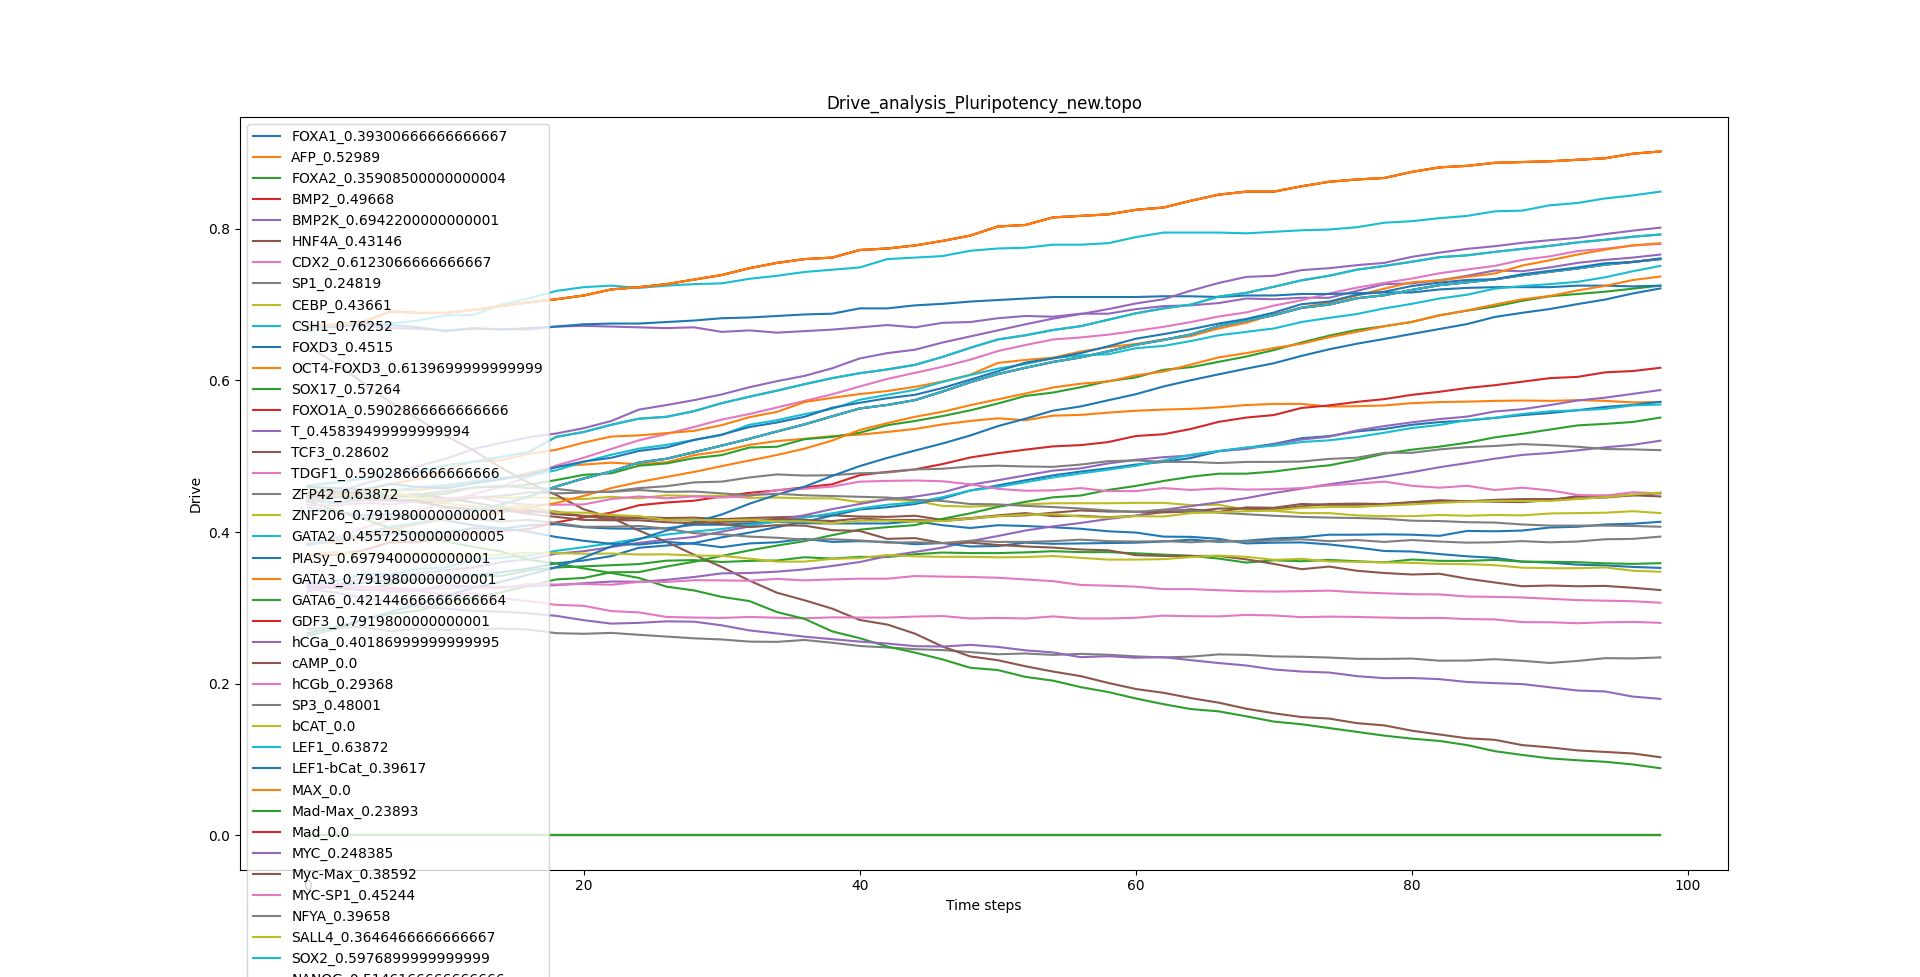 Drive_analysis_Pluripotency_new.topo
FOXA1_0.39300666666666667
AFP_0.52989
FOXA2_0.35908500000000004
BMP2_0.49668
BMP2K_0.6942200000000001
HNF4A_0.43146
CDX2_0.6123066666666667
SP1_0.24819
CEBP_0.43661
CSH1_0.76252
FOXD3_0.4515
OCT4-FOXD3_0.6139699999999999
SOX17_0.57264
FOXO1A_0.5902866666666666
T_0.45839499999999994
TCF3_0.28602
TDGF1_0.5902866666666666
ZFP42_0.63872
ZNF206_0.7919800000000001
GATA2_0.45572500000000005
PIASy_0.6979400000000001
GATA3_0.7919800000000001
GATA6_0.42144666666666664
GDF3_0.7919800000000001
hCGa_0.40186999999999995
cAMP_0.0
hCGb_0.29368
SP3_0.48001
bCAT_0.0
LEF1_0.63872
LEF1-bCat_0.39617
MAX_0.0
Mad-Max_0.23893
Mad_0.0
MYC_0.248385
Myc-Max_0.38592
MYC-SP1_0.45244
NFYA_0.39658
SALL4_0.3646466666666667
SOX2_0.5976899999999999
Drive
0.8
0.6
0.4
0.2
0.0
20
40
60
80
100
Time steps